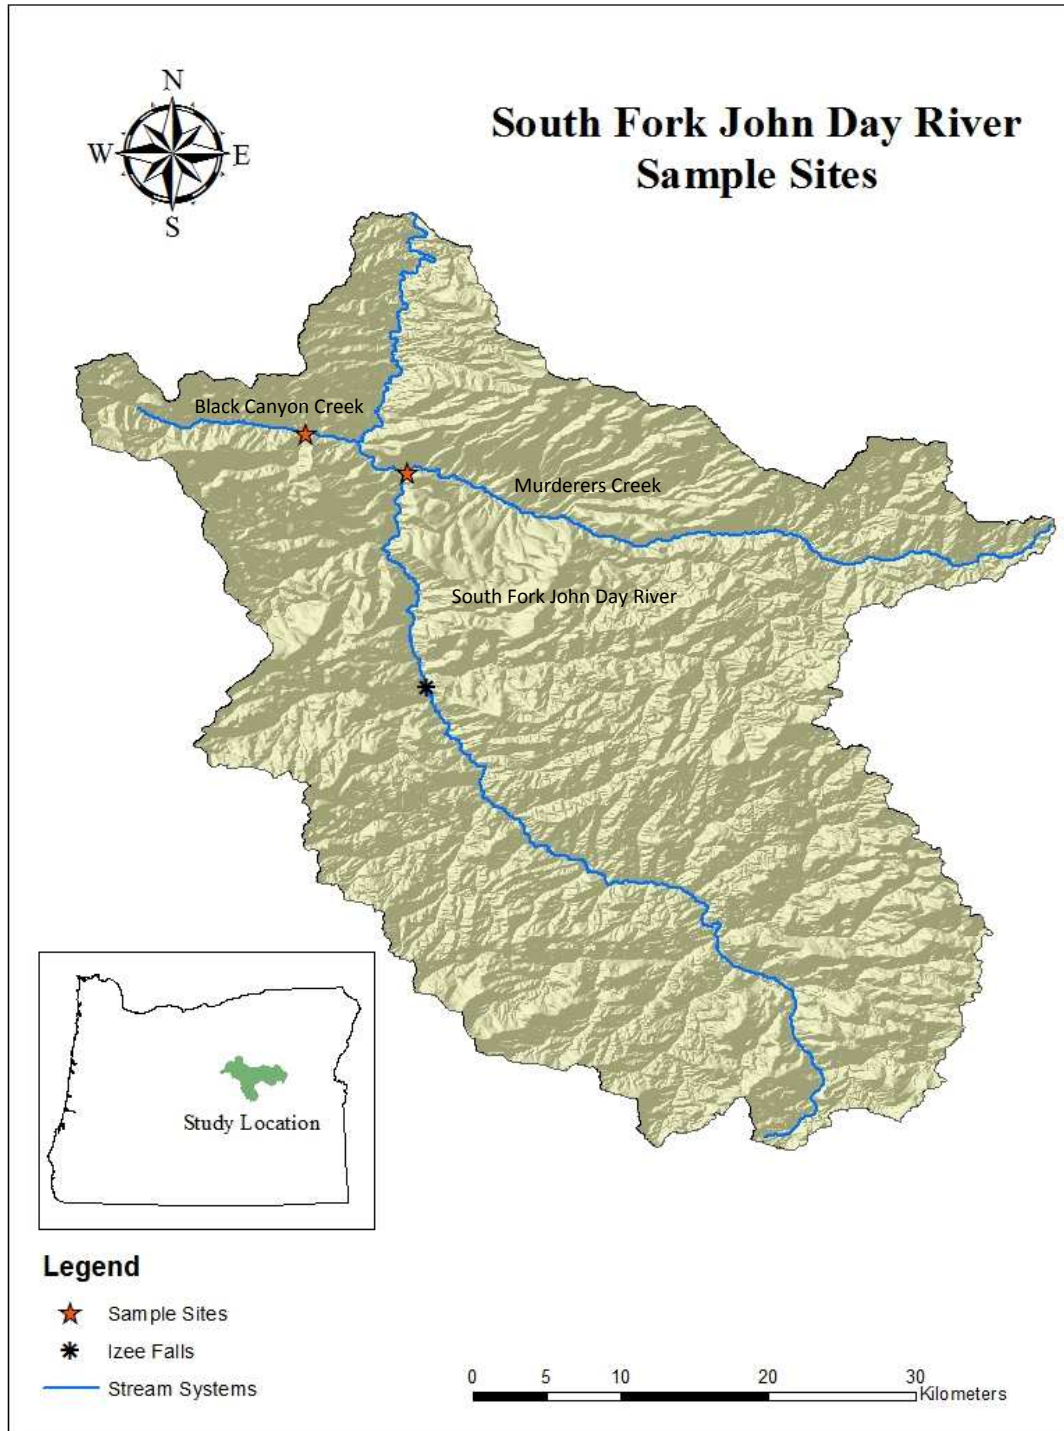 N
W
E
S
South Fork John Day River
Sample Sites
Black Canyon Creek
Murderers Creek
South Fork John Day River
Study Location
Legend
Sample Sites
Izee Falls
Stream Systems
0 5 10 20 30
Kilometers